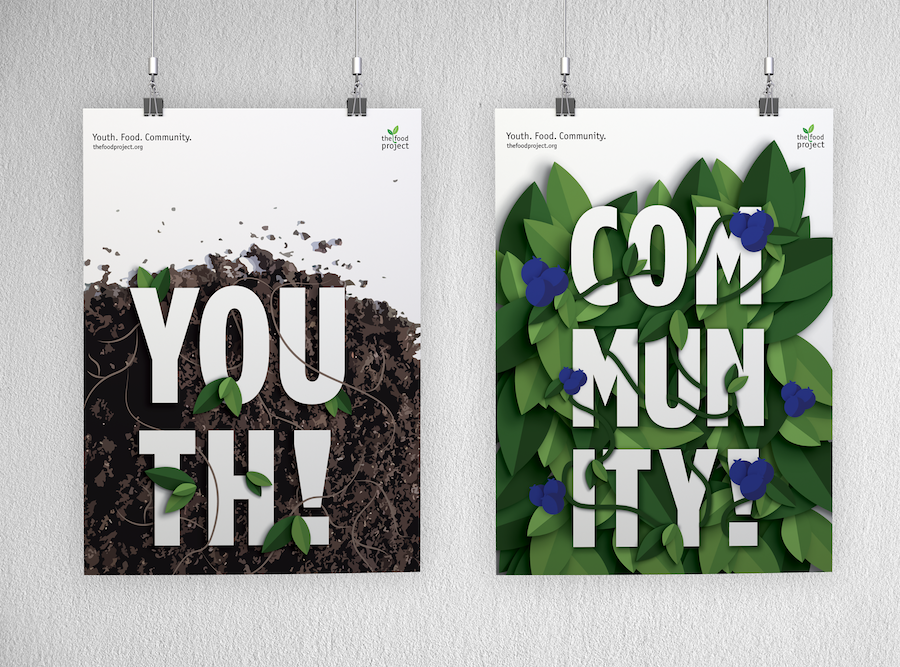 Youth. Food. Community.
thefoodproject.org
the food
project
YOU
TH!
Youth. Food. Community.
thefoodproject.org
the food
project
COM
MUN
ITY!